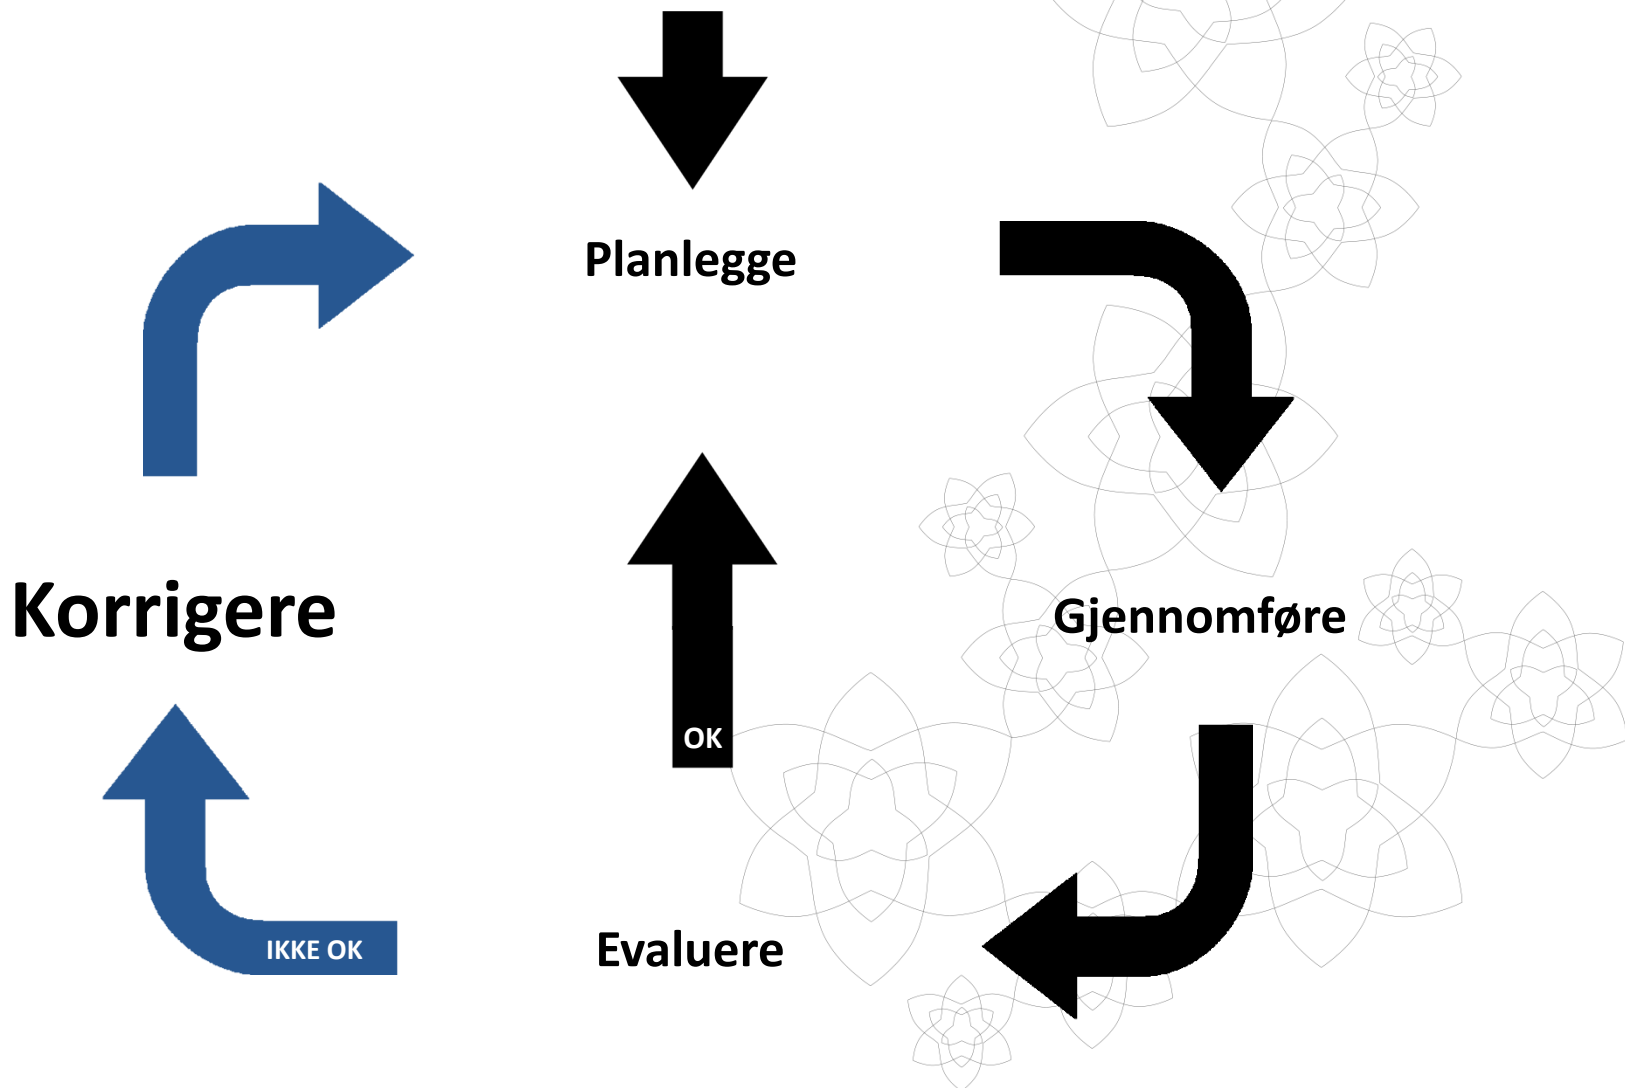 Planlegge
Korrigere
Gjennomføre
OK
IKKE OK
Evaluere